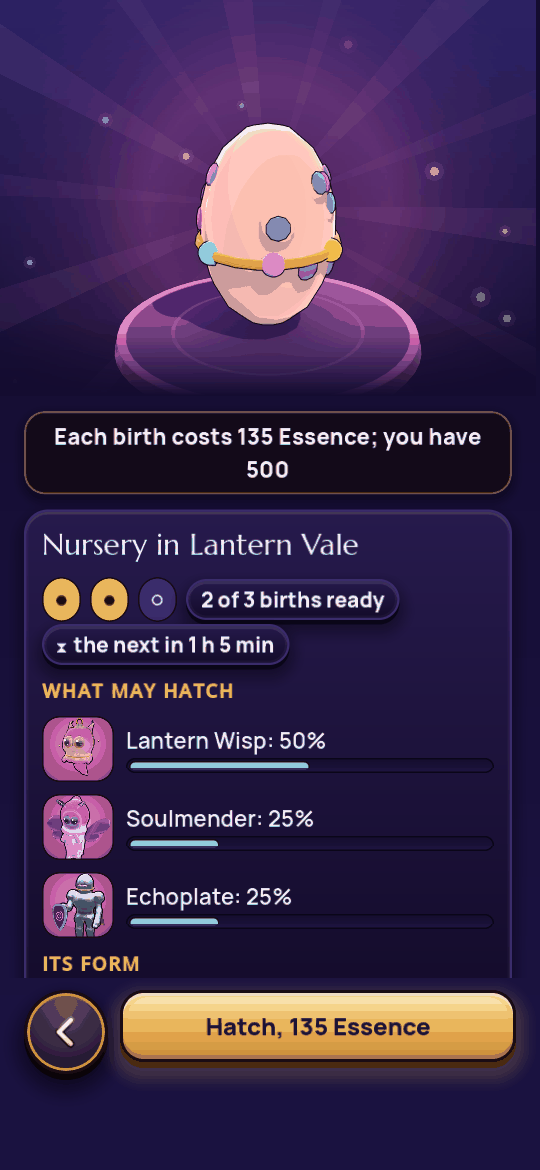 Each birth costs 135 Essence; you have
500
Nursery in Lantern Vale
2 of 3 births ready
the next in 1 h 5 min
WHAT MAY HATCH
Lantern Wisp: 50%
Soulmender: 25%
Echoplate: 25%
ITS FORM
Hatch, 135 Essence